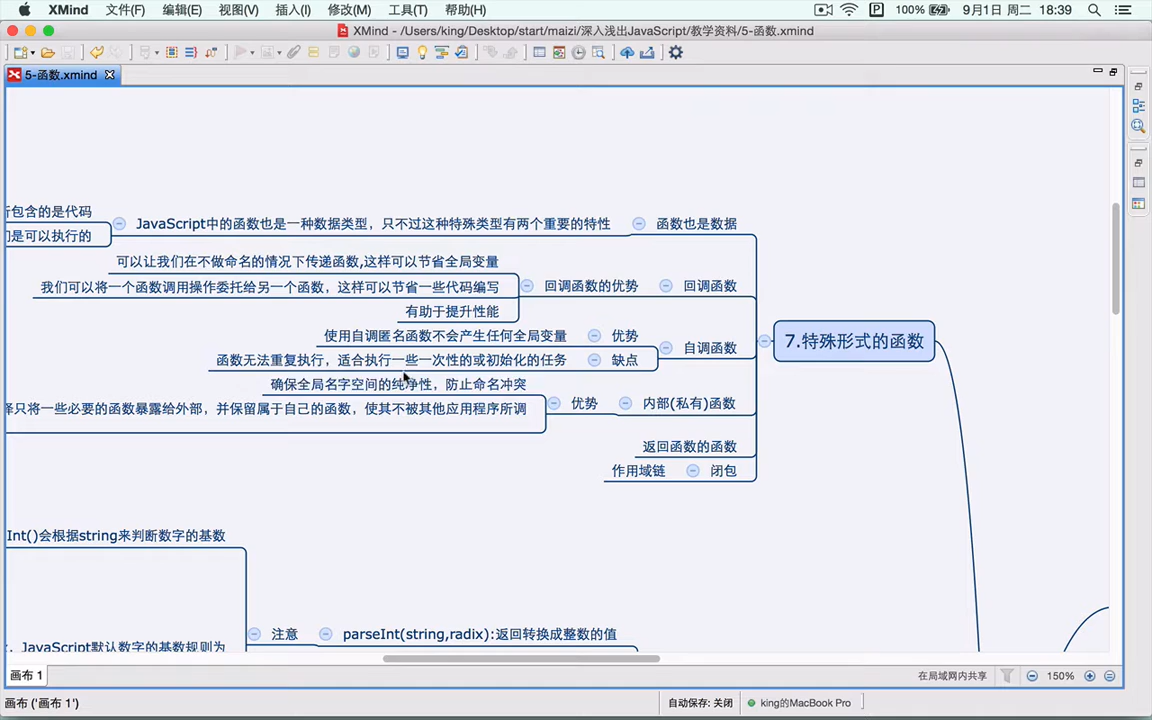 XMind 文件(F) 编辑(E) 视图(V) 插入(I) 修改(M) 工具(T) 帮助(H) 100% 9月1日 周二 18:39
XMind - /Users/king/Desktop/start/maizi/深入浅出JavaScript/教学资料/5-函数.xmind
5-函数.xmind
所包含的是代码
JavaScript中的函数也是一种数据类型，只不过这种特殊类型有两个重要的特性
函数也是数据
们是可以执行的
可以让我们在不做命名的情况下传递函数,这样可以节省全局变量
我们可以将一个函数调用操作委托给另一个函数，这样可以节省一些代码编写
回调函数的优势
回调函数
有助于提升性能
使用自调匿名函数不会产生任何全局变量
优势
自调函数
7.特殊形式的函数
函数无法重复执行，适合执行一些一次性的或初始化的任务
缺点
确保全局名字空间的纯净性，防止命名冲突
择只将一些必要的函数暴露给外部，并保留属于自己的函数，使其不被其他应用程序所调
优势
内部(私有)函数
返回函数的函数
作用域链
闭包
Int()会根据string来判断数字的基数
注意
parseInt(string,radix):返回转换成整数的值
JavaScript默认数字的基数规则为
画布 1
在局域网内共享
150%
画布 ('画布 1')
自动保存: 关闭
king的MacBook Pro